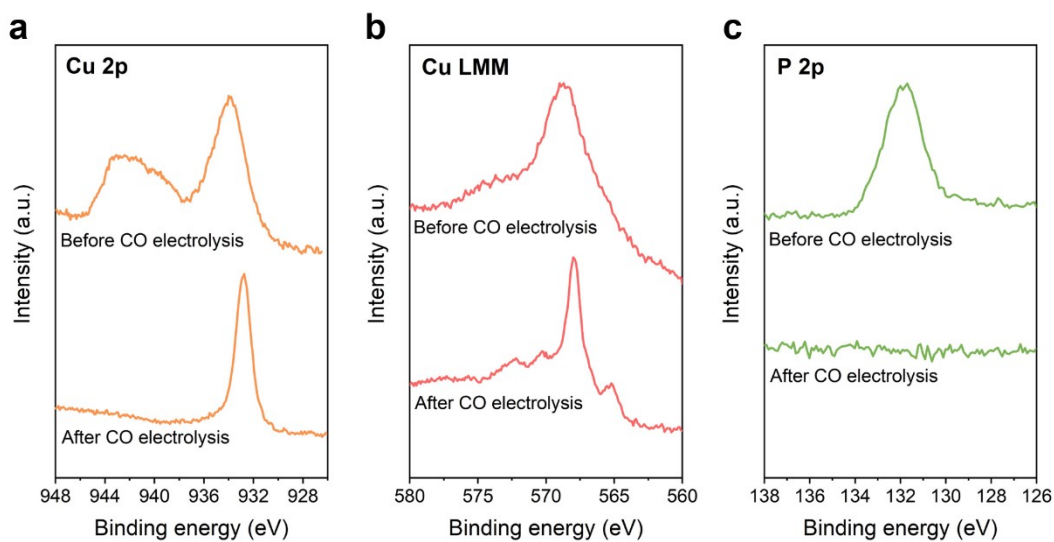 a
Cu 2p
Intensity (a.u.)
Before CO electrolysis
After CO electrolysis
948 944 940 936 932 928
Binding energy (eV)
b
Cu LMM
Intensity (a.u.)
Before CO electrolysis
After CO electrolysis
580 575 570 565 560
Binding energy (eV)
c
P 2p
Intensity (a.u.)
Before CO electrolysis
After CO electrolysis
138 136 134 132 130 128 126
Binding energy (eV)